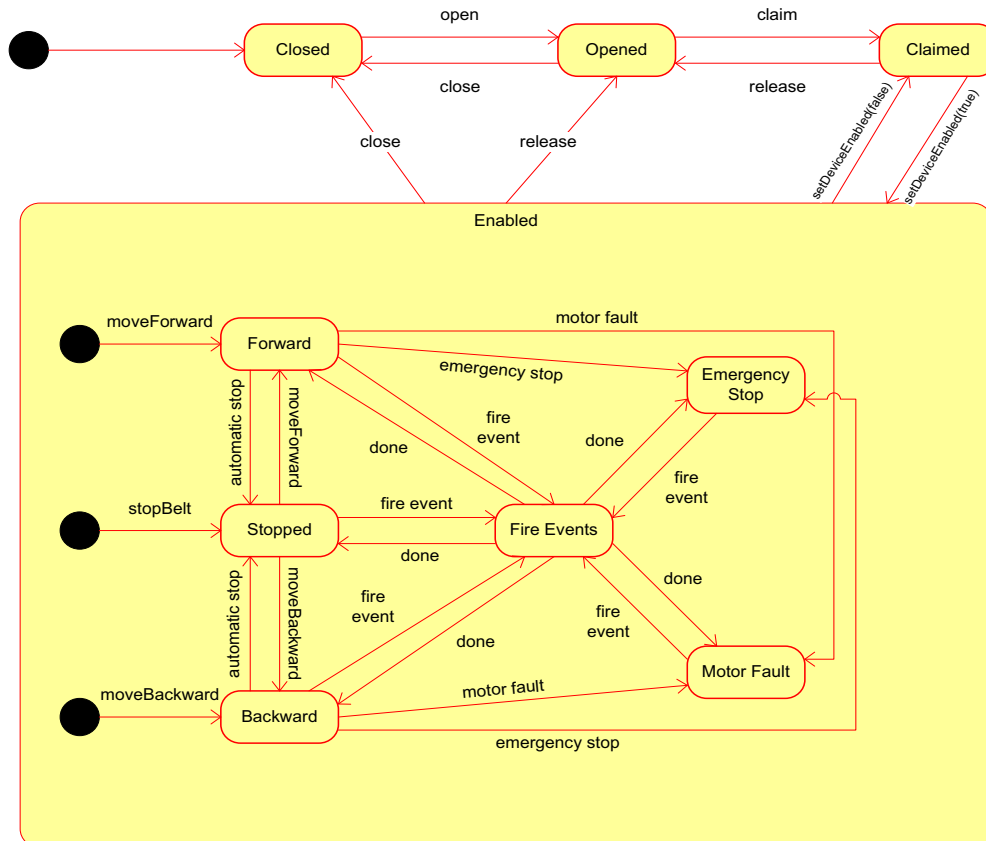 open
claim
Closed
Opened
Claimed
close
release
close
release
setDeviceEnabled(false)
setDeviceEnabled(true)
Enabled
moveForward
motor fault
Forward
emergency stop
Emergency
Stop
automatic stop
moveForward
fire
event
done
done
fire
event
stopBelt
fire event
Stopped
Fire Events
done
automatic stop
moveBackward
fire
event
done
done
fire
event
moveBackward
motor fault
Motor Fault
Backward
emergency stop